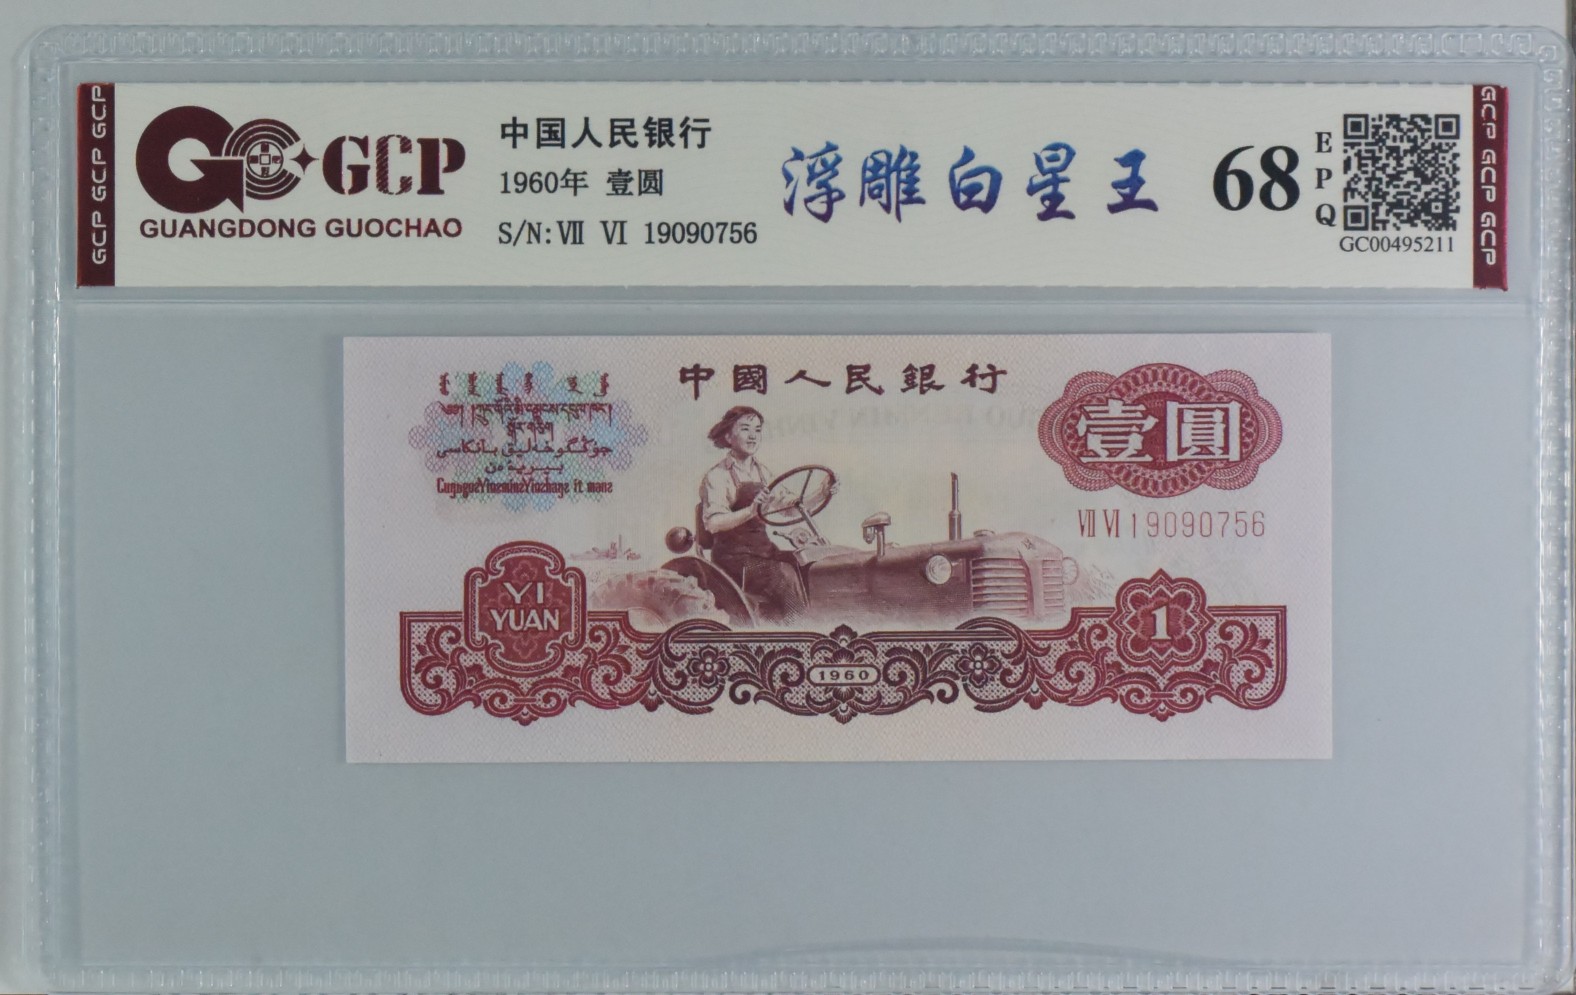 GCP GCP GCP
GCP
GUANGDONG GUOCHAO
中国人民银行
1960年 壹圆
S/N: Ⅶ Ⅵ 19090756
浮雕白星王
68
EPQ
GC00495211
GCP GCP GCP
中國人民銀行
壹圓
Ⅶ Ⅵ 19090756
YI
YUAN
1960
1